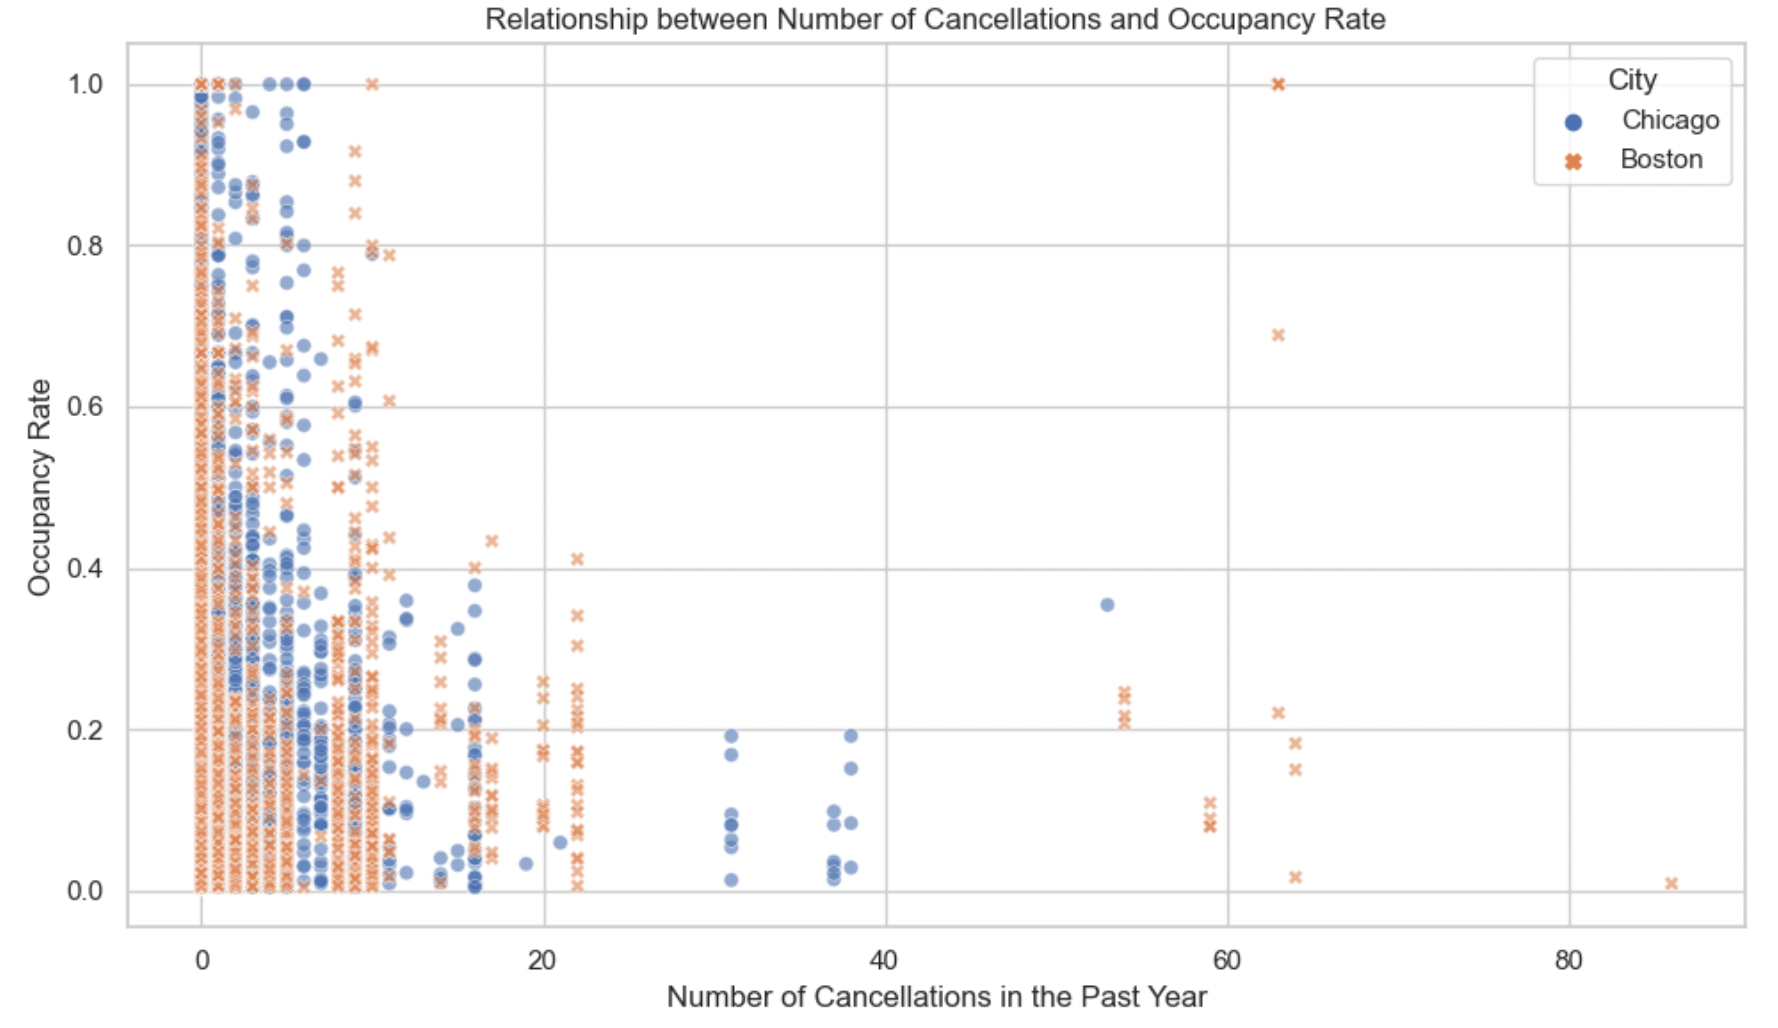 Relationship between Number of Cancellations and Occupancy Rate
City
Chicago
Boston
Occupancy Rate
1.0
0.8
0.6
0.4
0.2
0.0
0
20
40
60
80
Number of Cancellations in the Past Year